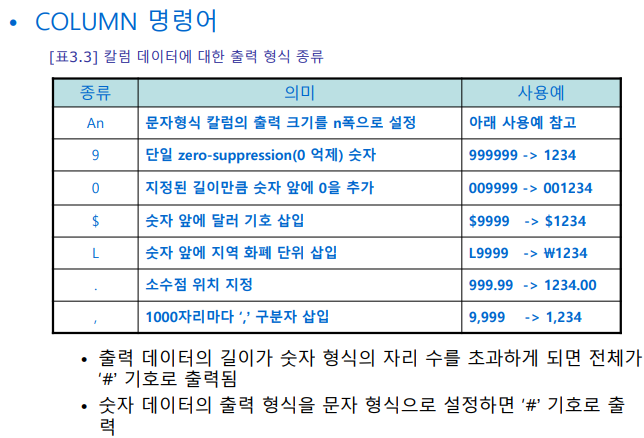 • COLUMN 명령어
[표3.3] 칼럼 데이터에 대한 출력 형식 종류
종류 의미 사용예
An 문자형식 칼럼의 출력 크기를 n폭으로 설정 아래 사용예 참고
9 단일 zero-suppression(0 억제) 숫자 999999 -> 1234
0 지정된 길이만큼 숫자 앞에 0을 추가 009999 -> 001234
$ 숫자 앞에 달러 기호 삽입 $9999 -> $1234
L 숫자 앞에 지역 화폐 단위 삽입 L9999 -> ₩1234
. 소수점 위치 지정 999.99 -> 1234.00
, 1000자리마다 ‘,’ 구분자 삽입 9,999 -> 1,234
• 출력 데이터의 길이가 숫자 형식의 자리 수를 초과하게 되면 전체가
‘#’ 기호로 출력됨
• 숫자 데이터의 출력 형식을 문자 형식으로 설정하면 ‘#’ 기호로 출
력